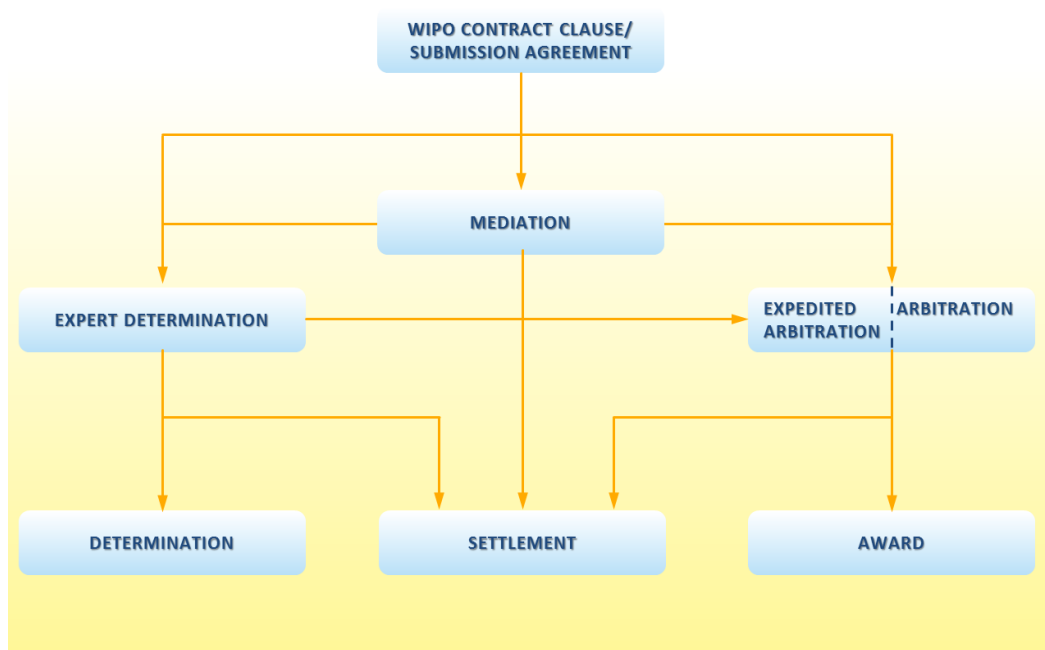 WIPO CONTRACT CLAUSE/
SUBMISSION AGREEMENT
MEDIATION
EXPERT DETERMINATION
EXPEDITED
ARBITRATION
ARBITRATION
DETERMINATION
SETTLEMENT
AWARD